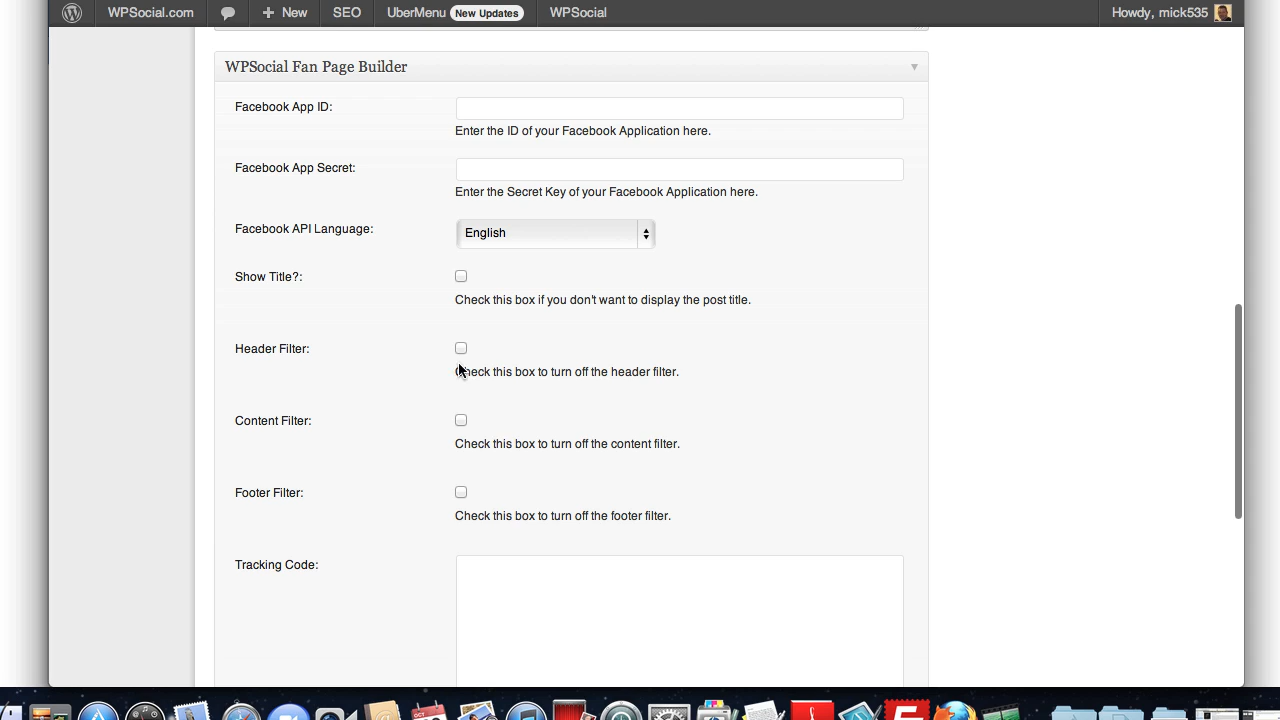 WPSocial.com New SEO UberMenu New Updates WPSocial Howdy, mick535
WPSocial Fan Page Builder
Facebook App ID:
Enter the ID of your Facebook Application here.
Facebook App Secret:
Enter the Secret Key of your Facebook Application here.
Facebook API Language: English
Show Title?:
Check this box if you don't want to display the post title.
Header Filter:
Check this box to turn off the header filter.
Content Filter:
Check this box to turn off the content filter.
Footer Filter:
Check this box to turn off the footer filter.
Tracking Code: